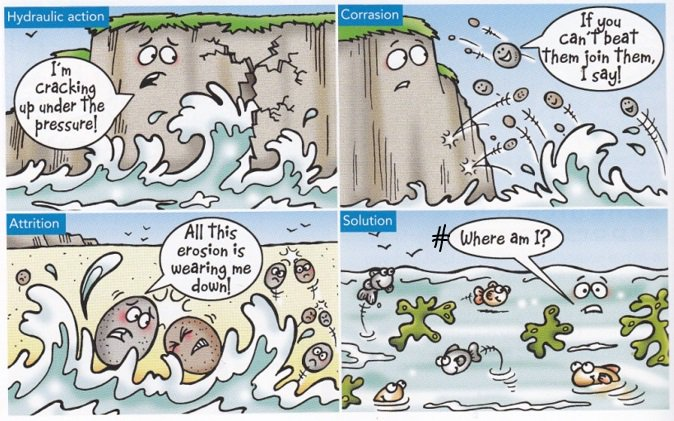 Hydraulic action
I'm
cracking
up under the
pressure!
Corrasion
If you
can't beat
them join them,
I say!
Attrition
All this
erosion is
wearing me
down!
Solution
# Where am I?